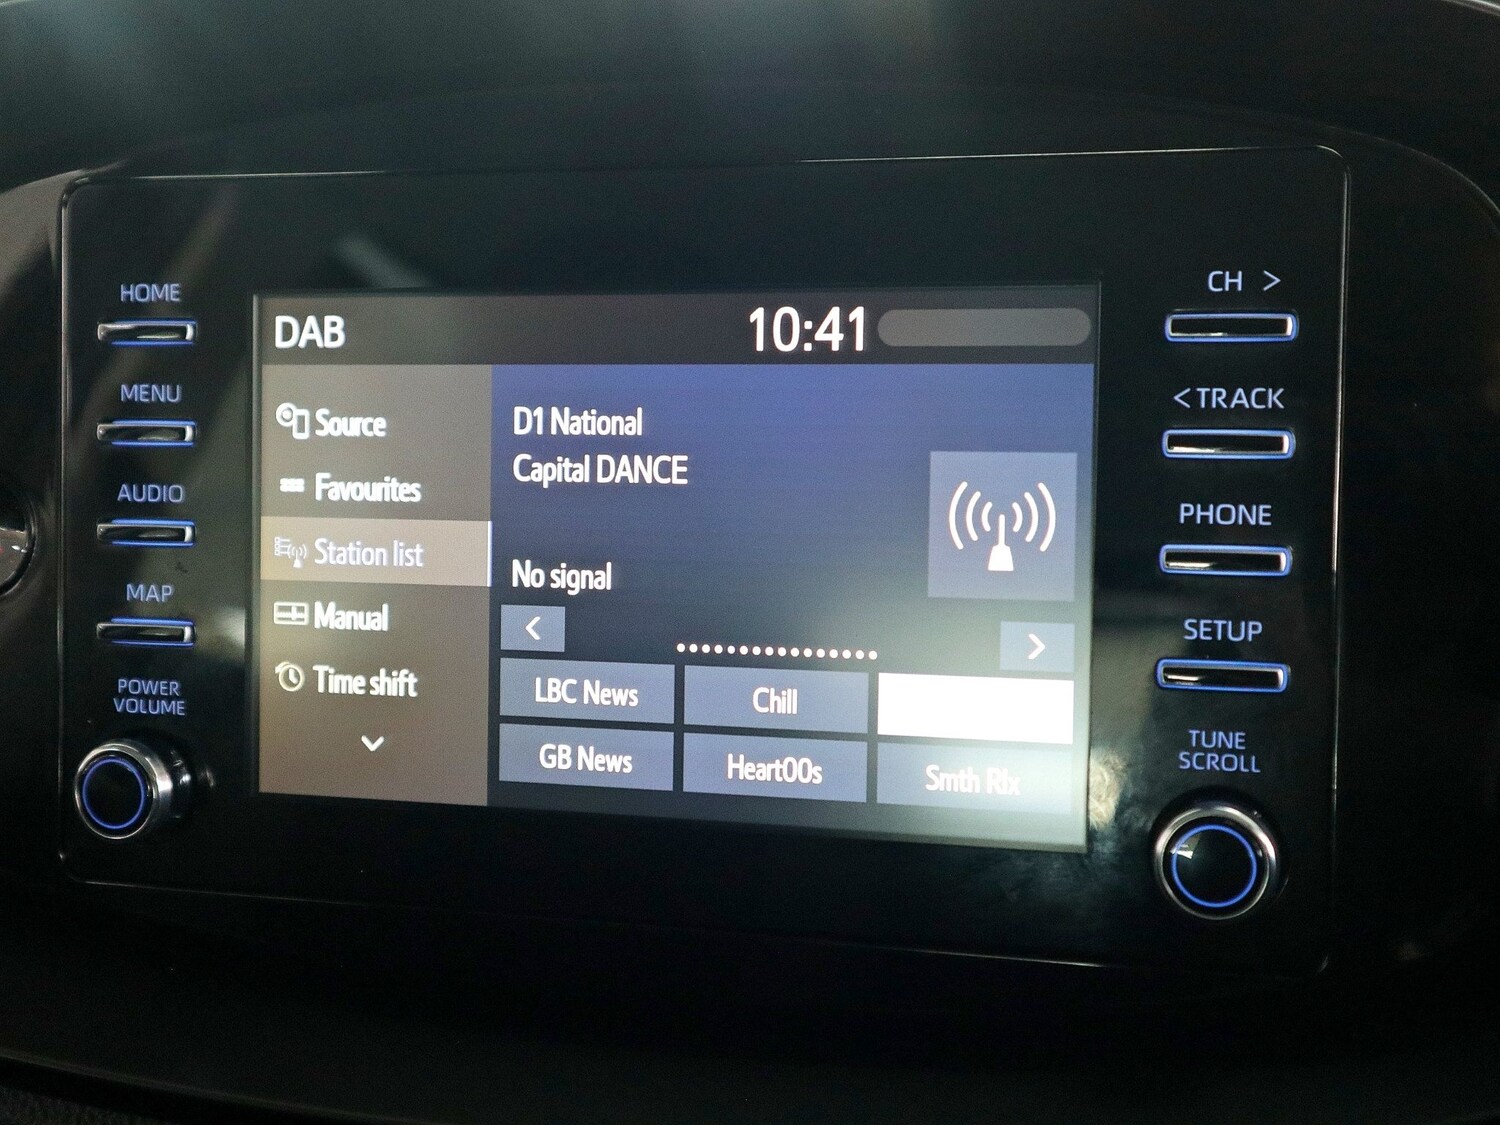 HOME
MENU
AUDIO
MAP
POWER
VOLUME
DAB
10:41
Source
Favourites
Station list
Manual
Time shift
D1 National
Capital DANCE
No signal
<
>
LBC News
Chill
GB News
Heart00s
Smth Rlx
CH >
< TRACK
PHONE
SETUP
TUNE
SCROLL